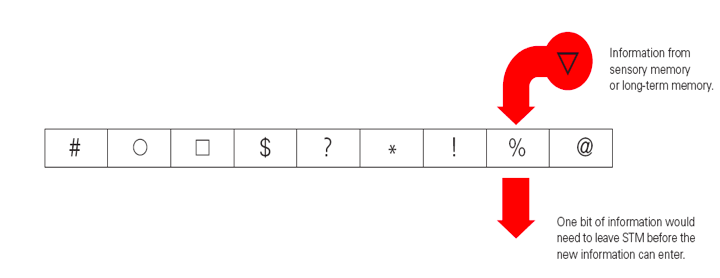 Information from
sensory memory
or long-term memory.
# ○ □ $ ? * ! % @
One bit of information would
need to leave STM before the
new information can enter.